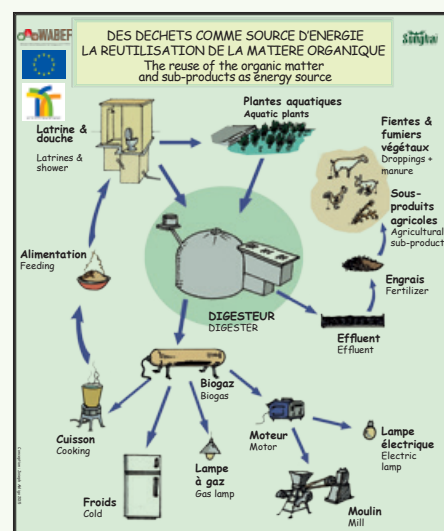 WABEF
DES DECHETS COMME SOURCE D'ENERGIE
LA REUTILISATION DE LA MATIERE ORGANIQUE
The reuse of the organic matter
and sub-products as energy source
Latrine &
douche
Latrines &
shower
Plantes aquatiques
Aquatic plants
Fientes &
fumiers
végétaux
Droppings +
manure
Sous-
produits
agricoles
Agricultural
sub-product
Alimentation
Feeding
Engrais
Fertilizer
DIGESTEUR
DIGESTER
Effluent
Effluent
Biogaz
Biogas
Cuisson
Cooking
Moteur
Motor
Lampe
électrique
Electric
lamp
Lampe
à gaz
Gas lamp
Froids
Cold
Moulin
Mill